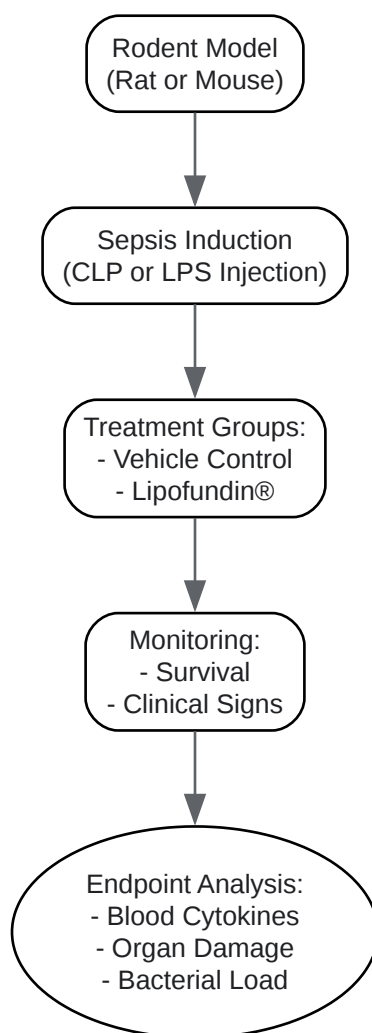 Rodent Model
(Rat or Mouse)
Sepsis Induction
(CLP or LPS Injection)
Treatment Groups:
- Vehicle Control
- Lipofundin®
Monitoring:
- Survival
- Clinical Signs
Endpoint Analysis:
- Blood Cytokines
- Organ Damage
- Bacterial Load